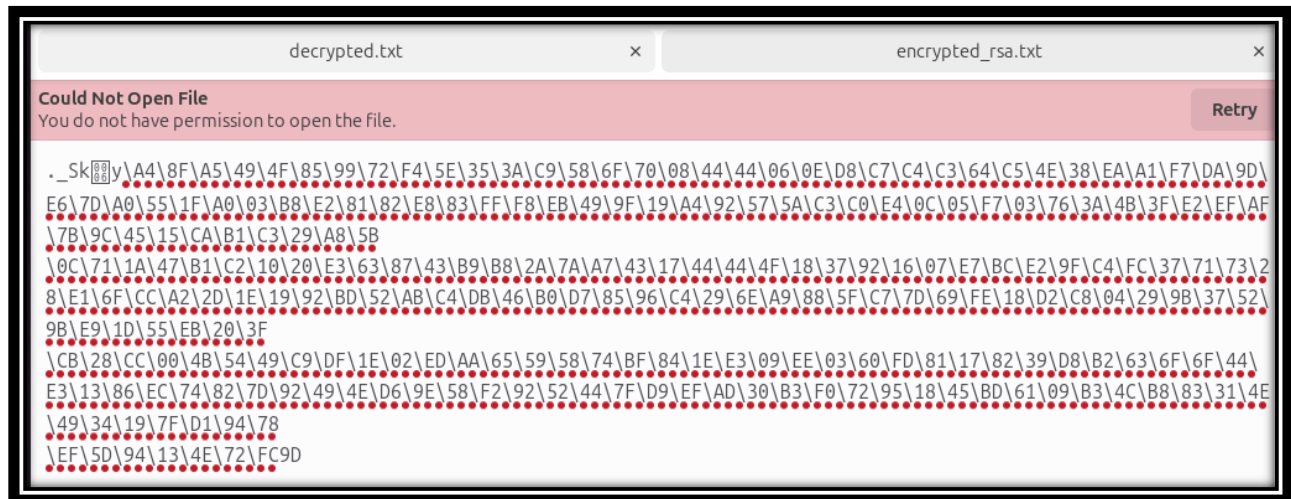 decrypted.txt × encrypted_rsa.txt ×
Could Not Open File
You do not have permission to open the file.
Retry
._Sky\A4\8F\A5\49\4F\85\99\72\F4\5E\35\3A\C9\58\6F\70\08\44\44\06\0E\D8\C7\C4\C3\64\C5\4E\38\EA\A1\F7\DA\9D\
E6\7D\A0\55\1F\A0\03\B8\E2\81\82\E8\83\FF\F8\EB\49\9F\19\A4\92\57\5A\C3\C0\E4\0C\05\F7\03\76\3A\4B\3F\E2\EF\AF
\7B\9C\45\15\CA\B1\C3\29\A8\5B
\0C\71\1A\47\B1\C2\10\20\E3\63\87\43\B9\B8\2A\7A\A7\43\17\44\44\4F\18\37\92\16\07\E7\BC\E2\9F\C4\FC\37\71\73\2
8\E1\6F\CC\A2\2D\1E\19\92\BD\52\AB\C4\DB\46\B0\D7\85\96\C4\29\6E\A9\88\5F\C7\7D\69\FE\18\D2\C8\04\29\9B\37\52\
9B\E9\1D\55\EB\20\3F
\CB\28\CC\00\4B\54\49\C9\DF\1E\02\ED\AA\65\59\58\74\BF\84\1E\E3\09\EE\03\60\FD\81\17\82\39\D8\B2\63\6F\6F\44\
E3\13\86\EC\74\82\7D\92\49\4E\D6\9E\58\F2\92\52\44\7F\D9\EF\AD\30\B3\F0\72\95\18\45\BD\61\09\B3\4C\B8\83\31\4E
\49\34\19\7F\D1\94\78
\EF\5D\94\13\4E\72\FC9D